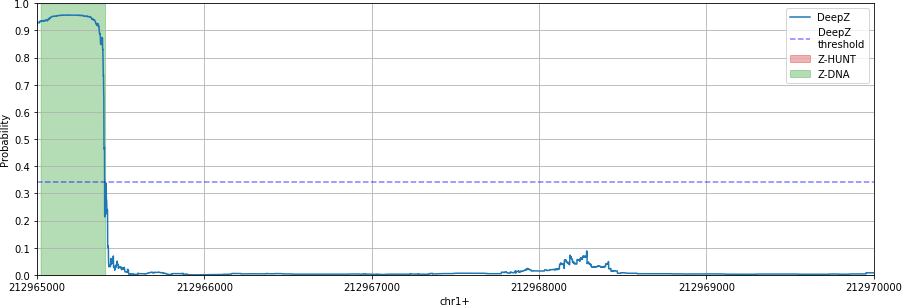 1.0
0.9
0.8
0.7
0.6
0.5
0.4
0.3
0.2
0.1
0.0
Probability
DeepZ
DeepZ
threshold
Z-HUNT
Z-DNA
212965000 212966000 212967000 212968000 212969000 212970000
chr1+